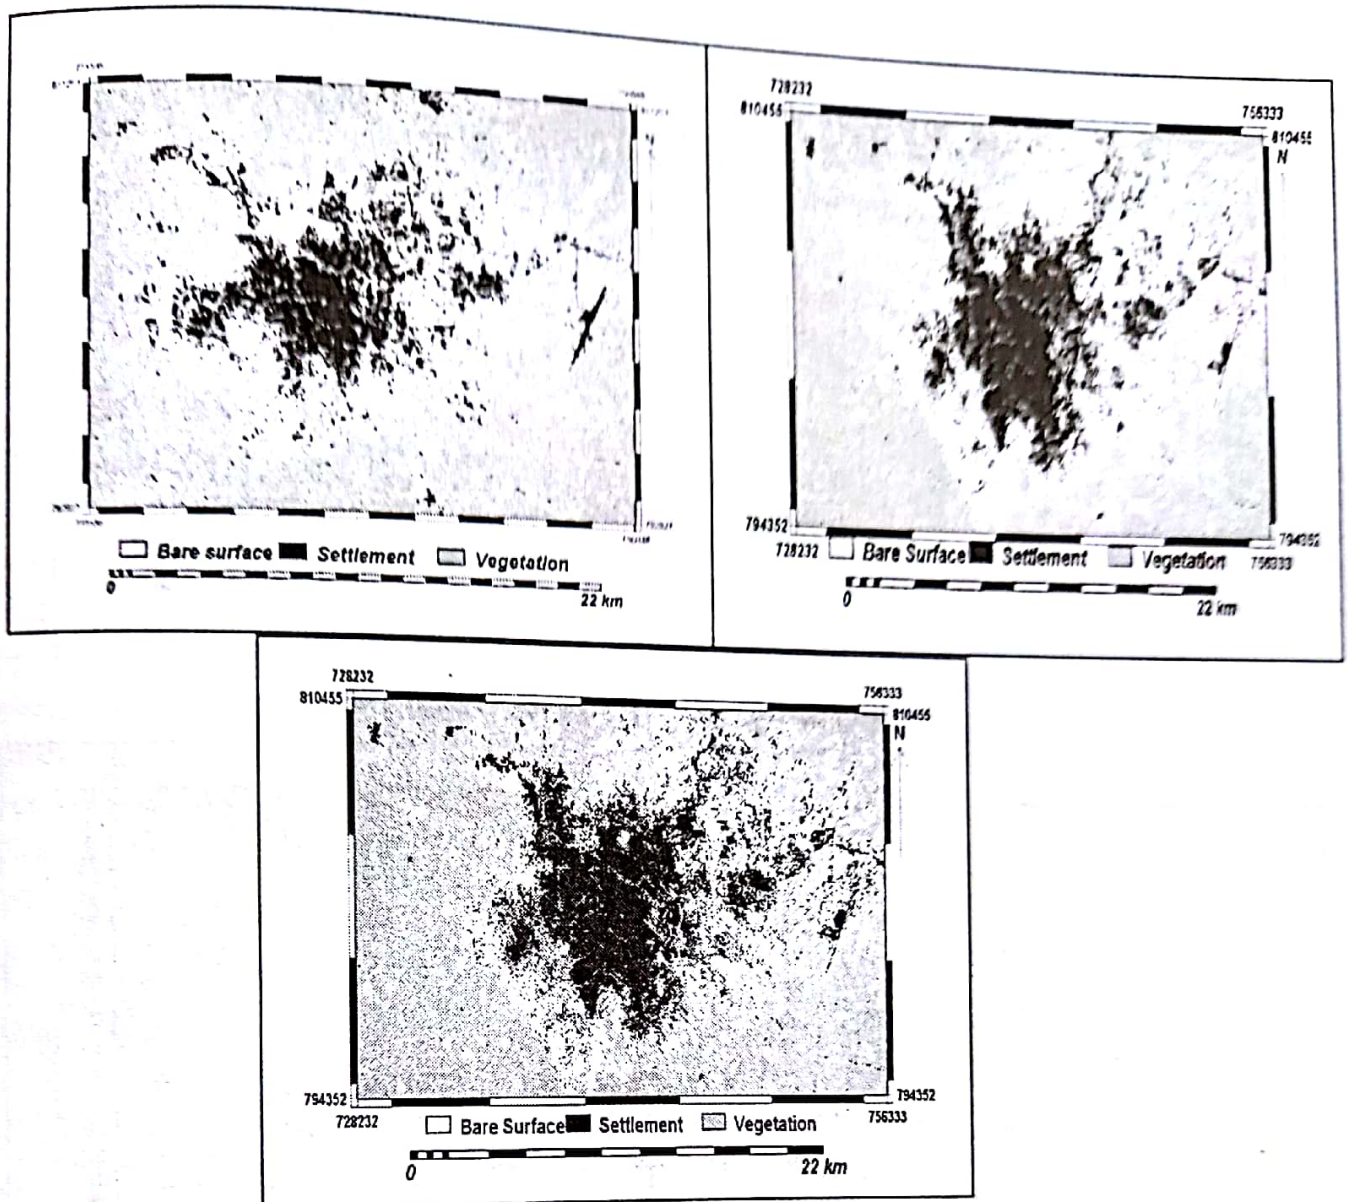 Bare surface Settlement Vegetation
0 22 km
728232 756333
810455 810455
N
794352 794352
728232 Bare Surface Settlement Vegetation 756333
0 22 km
728232 756333
810455 810455
N
794352 794352
728232 756333
Bare Surface Settlement Vegetation
0 22 km